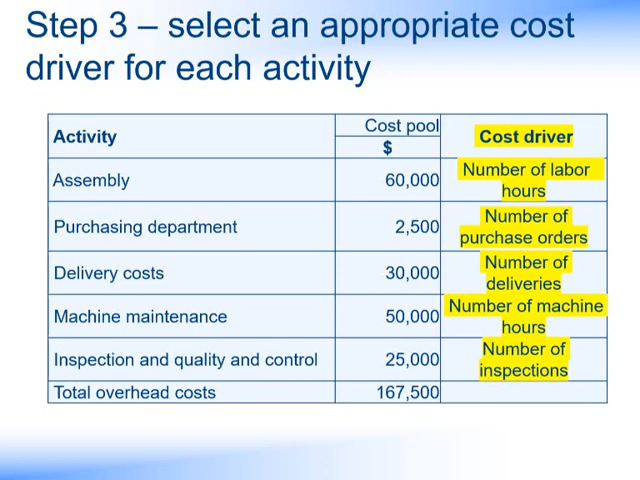 Step 3 – select an appropriate cost
driver for each activity
Activity
Cost pool
$
Cost driver
Assembly
60,000
Number of labor
hours
Purchasing department
2,500
Number of
purchase orders
Delivery costs
30,000
Number of
deliveries
Machine maintenance
50,000
Number of machine
hours
Inspection and quality and control
25,000
Number of
inspections
Total overhead costs
167,500